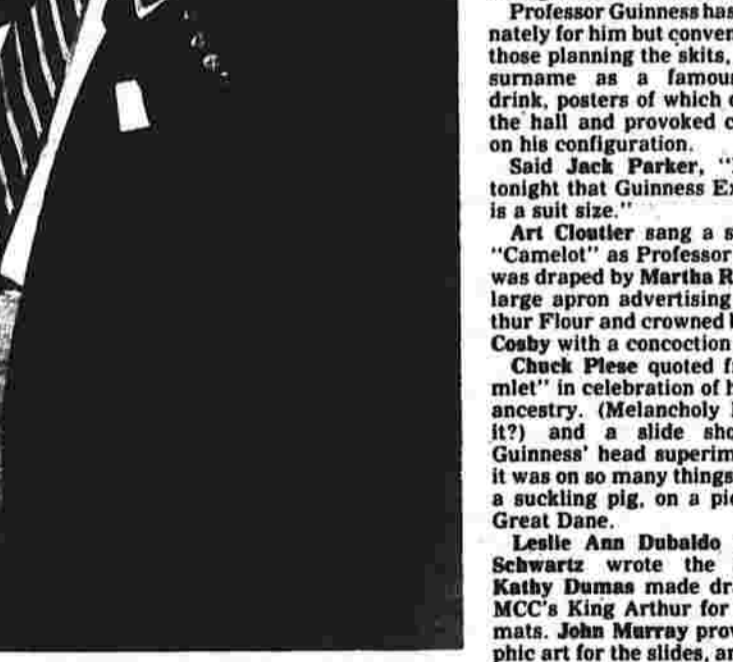 Professor Guinness has
nately for him but conven
those planning the skits,
surname as a famou
drink, posters of which
the hall and provoked c
on his configuration.
Said Jack Parker, "
tonight that Guinness Ex
is a suit size."
Art Cloutier sang a s
"Camelot" as Professor
was draped by Martha R
large apron advertising
thur Flour and crowned
Cosby with a concoction
Chuck Plese quoted f
mlet" in celebration of h
ancestry. (Melancholy
it?) and a slide sho
Guinness' head superim
it was on so many things
a suckling pig, on a pie
Great Dane.
Leslie Ann Dubaldo
Schwartz wrote the
Kathy Dumas made dr
MCC's King Arthur for
mats. John Murray prov
phic art for the slides, an